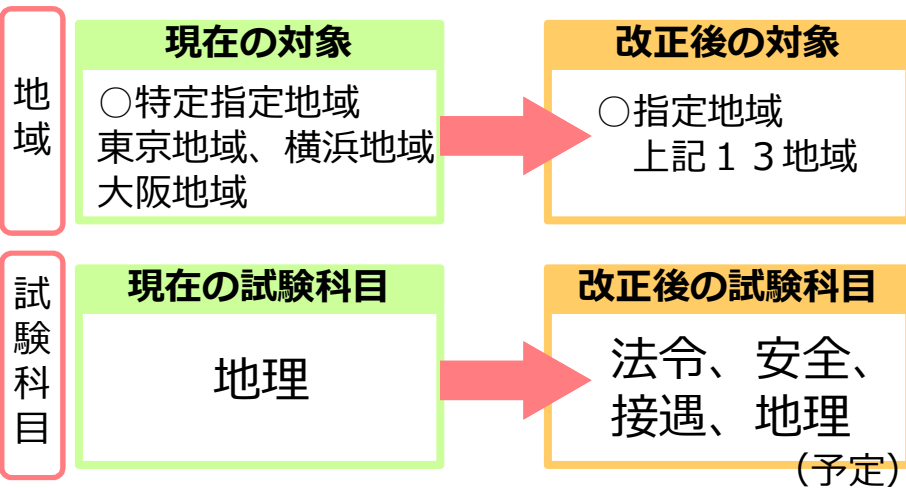 地域
現在の対象
○特定指定地域
東京地域、横浜地域
大阪地域
改正後の対象
○指定地域
上記１３地域
試験科目
現在の試験科目
地理
改正後の試験科目
法令、安全、
接遇、地理
（予定）